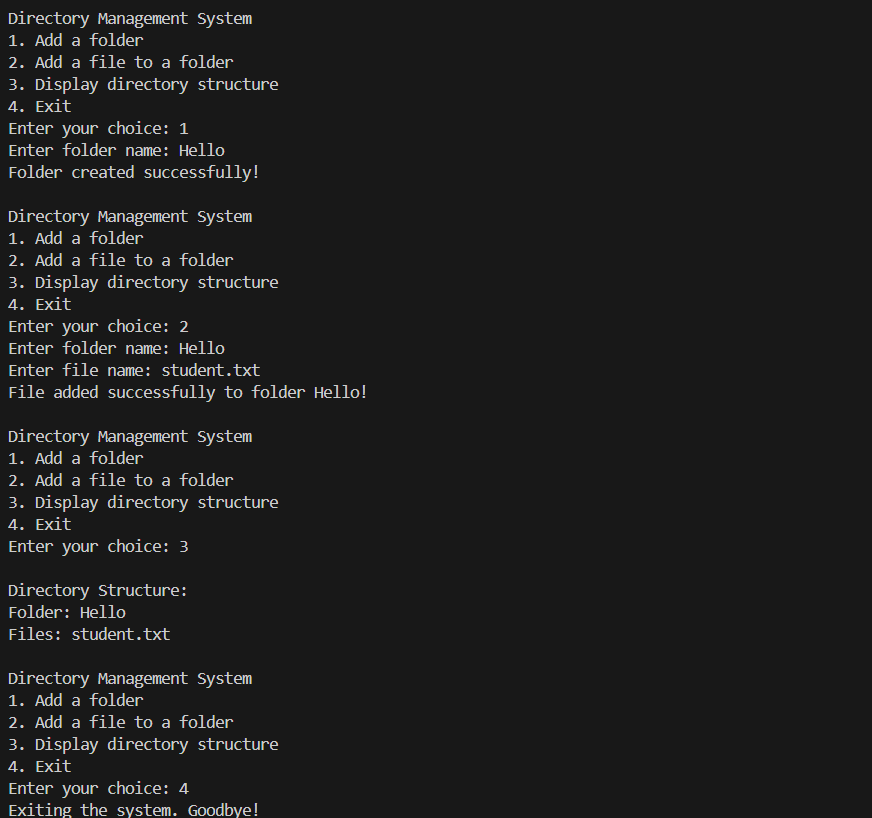 Directory Management System
1. Add a folder
2. Add a file to a folder
3. Display directory structure
4. Exit
Enter your choice: 1
Enter folder name: Hello
Folder created successfully!

Directory Management System
1. Add a folder
2. Add a file to a folder
3. Display directory structure
4. Exit
Enter your choice: 2
Enter folder name: Hello
Enter file name: student.txt
File added successfully to folder Hello!

Directory Management System
1. Add a folder
2. Add a file to a folder
3. Display directory structure
4. Exit
Enter your choice: 3

Directory Structure:
Folder: Hello
Files: student.txt

Directory Management System
1. Add a folder
2. Add a file to a folder
3. Display directory structure
4. Exit
Enter your choice: 4
Exiting the system. Goodbye!